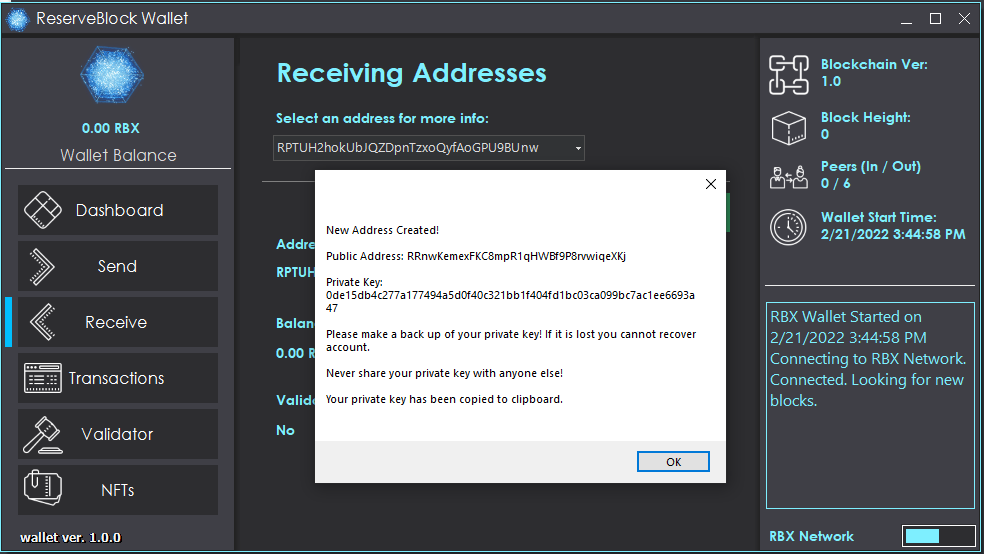 ReserveBlock Wallet
0.00 RBX
Wallet Balance
Dashboard
Send
Receive
Transactions
Validator
NFTs
wallet ver. 1.0.0
Receiving Addresses
Select an address for more info:
RPTUH2hokUbJQZDpnTzxoQyfAoGPU9BUnw
Addre
RPTUH
Balan
0.00 R
Valida
No
New Address Created!
Public Address: RRnwKemexFKC8mpR1qHWBf9P8rvwiqeXKj
Private Key:
0de15db4c277a177494a5d0f40c321bb1f404fd1bc03ca099bc7ac1ee6693a
47
Please make a back up of your private key! If it is lost you cannot recover
account.
Never share your private key with anyone else!
Your private key has been copied to clipboard.
OK
Blockchain Ver:
1.0
Block Height:
0
Peers (In / Out)
0 / 6
Wallet Start Time:
2/21/2022 3:44:58 PM
RBX Wallet Started on
2/21/2022 3:44:58 PM
Connecting to RBX Network.
Connected. Looking for new
blocks.
RBX Network